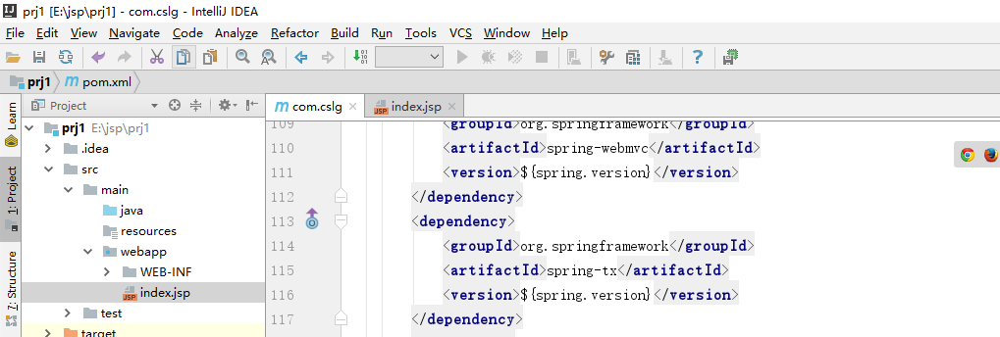 prj1 [E:\jsp\prj1] - com.cslg - IntelliJ IDEA
File Edit View Navigate Code Analyze Refactor Build Run Tools VCS Window Help
prj1 pom.xml
Learn
1: Project
7: Structure
Project
prj1 E:\jsp\prj1
.idea
src
main
java
resources
webapp
WEB-INF
index.jsp
test
target
com.cslg index.jsp
109 <groupId>org.springframework</groupId>
110 <artifactId>spring-webmvc</artifactId>
111 <version>${spring.version}</version>
112 </dependency>
113 <dependency>
114 <groupId>org.springframework</groupId>
115 <artifactId>spring-tx</artifactId>
116 <version>${spring.version}</version>
117 </dependency>